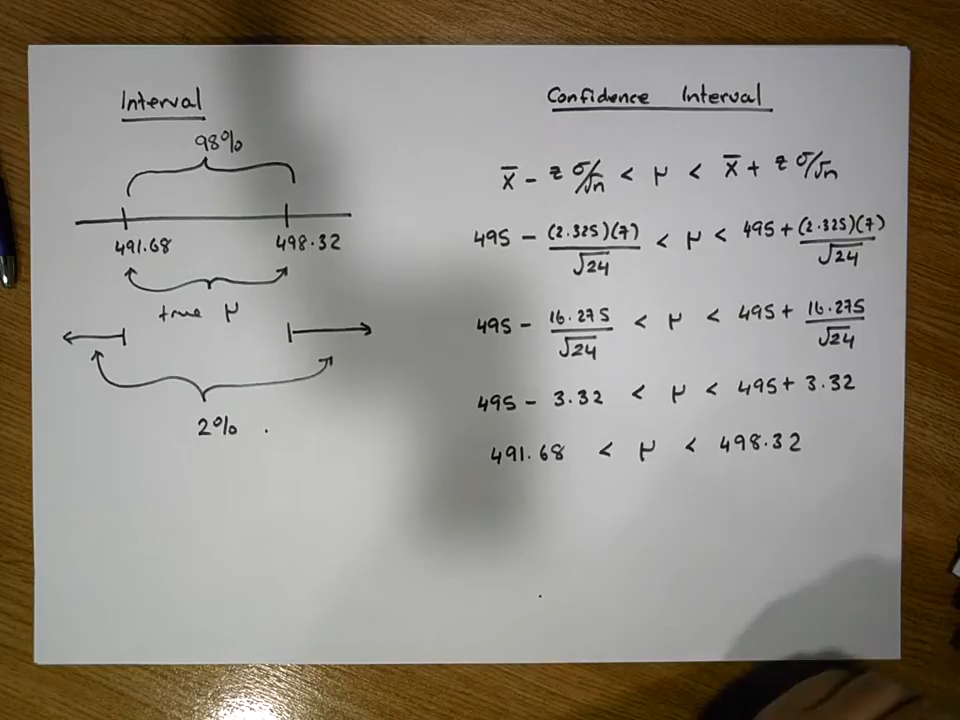 Interval
98%
491.68 498.32
true μ
2% .
Confidence Interval
x̄ - z σ/√n < μ < x̄ + z σ/√n
495 - (2.325)(7)/√24 < μ < 495 + (2.325)(7)/√24
495 - 16.275/√24 < μ < 495 + 16.275/√24
495 - 3.32 < μ < 495 + 3.32
491.68 < μ < 498.32